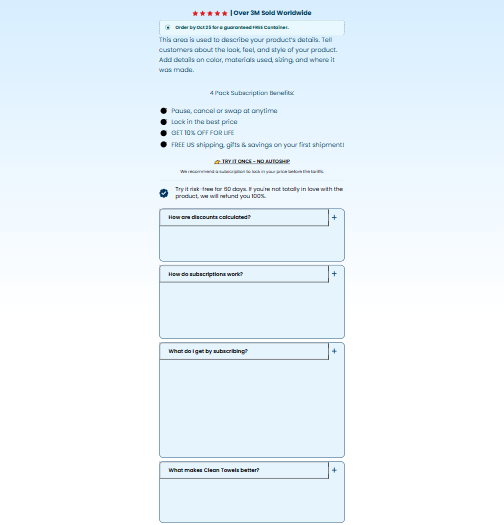 ★★★★★ | Over 3M Sold Worldwide
Order by Oct 25 for a guaranteed FREE Container.
This area is used to describe your product's details. Tell
customers about the look, feel, and style of your product.
Add details on color, materials used, sizing, and where it
was made.
4 Pack Subscription Benefits:
Pause, cancel or swap at anytime
Lock in the best price
GET 10% OFF FOR LIFE
FREE US shipping, gifts & savings on your first shipment!
TRY IT ONCE - NO AUTOSHIP
We recommend a subscription to lock in your price before the tariffs.
Try it risk-free for 60 days. If you're not totally in love with the
product, we will refund you 100%.
How are discounts calculated? +
How do subscriptions work? +
What do I get by subscribing? +
What makes Clean Towels better? +